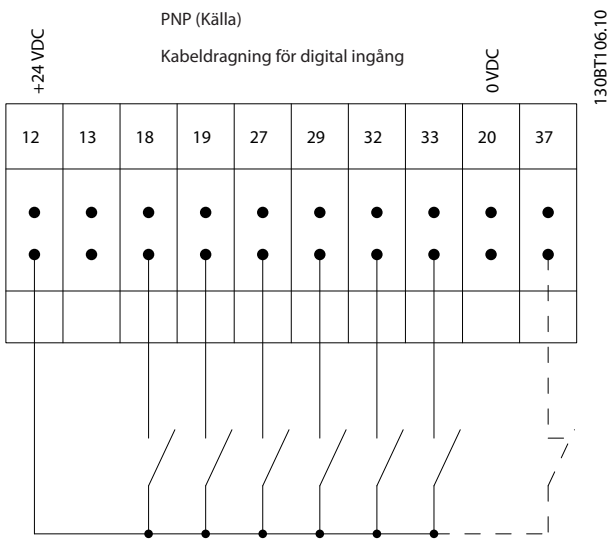 PNP (Källa)
Kabeldragning för digital ingång
+24 VDC
0 VDC
130BT106.10
12 13 18 19 27 29 32 33 20 37